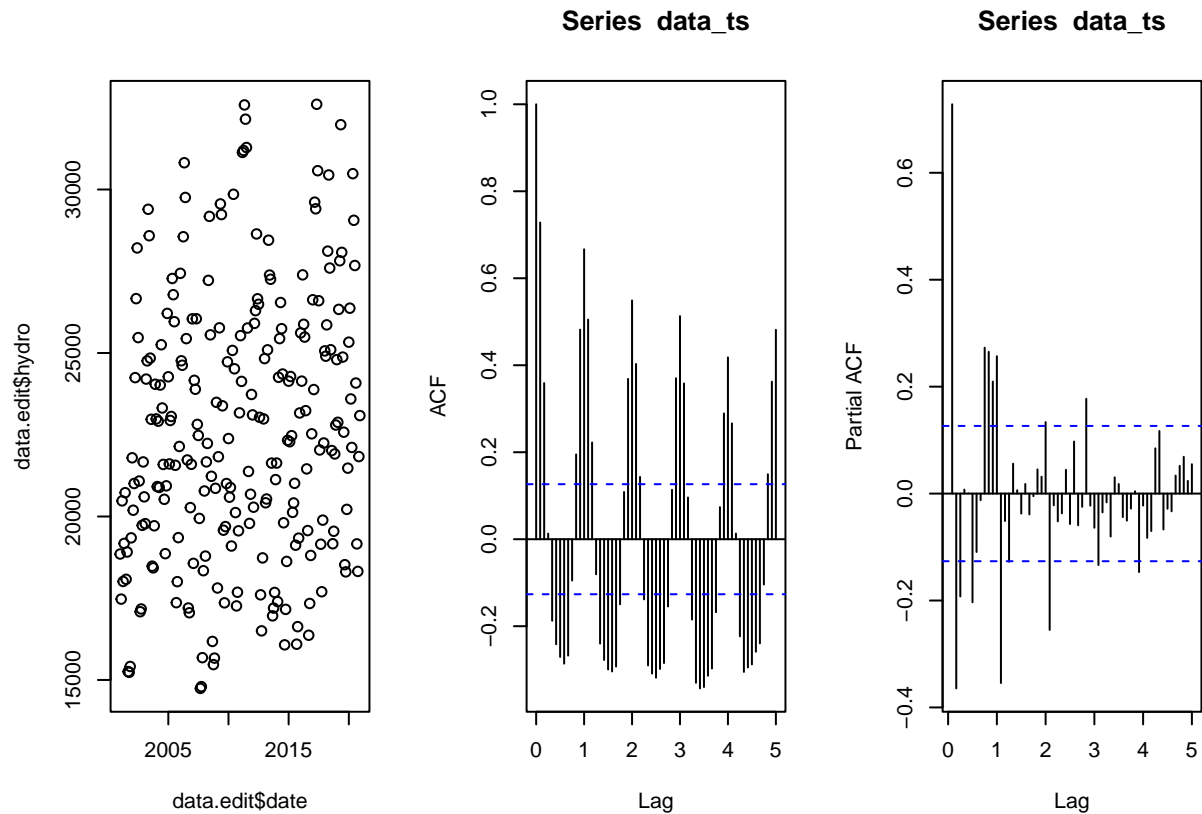 data.edit$hydro
30000
25000
20000
15000
2005
2015
data.edit$date
Series data_ts
ACF
1.0
0.8
0.6
0.4
0.2
0.0
−0.2
0 1 2 3 4 5
Lag
Series data_ts
Partial ACF
0.6
0.4
0.2
0.0
−0.2
−0.4
0 1 2 3 4 5
Lag